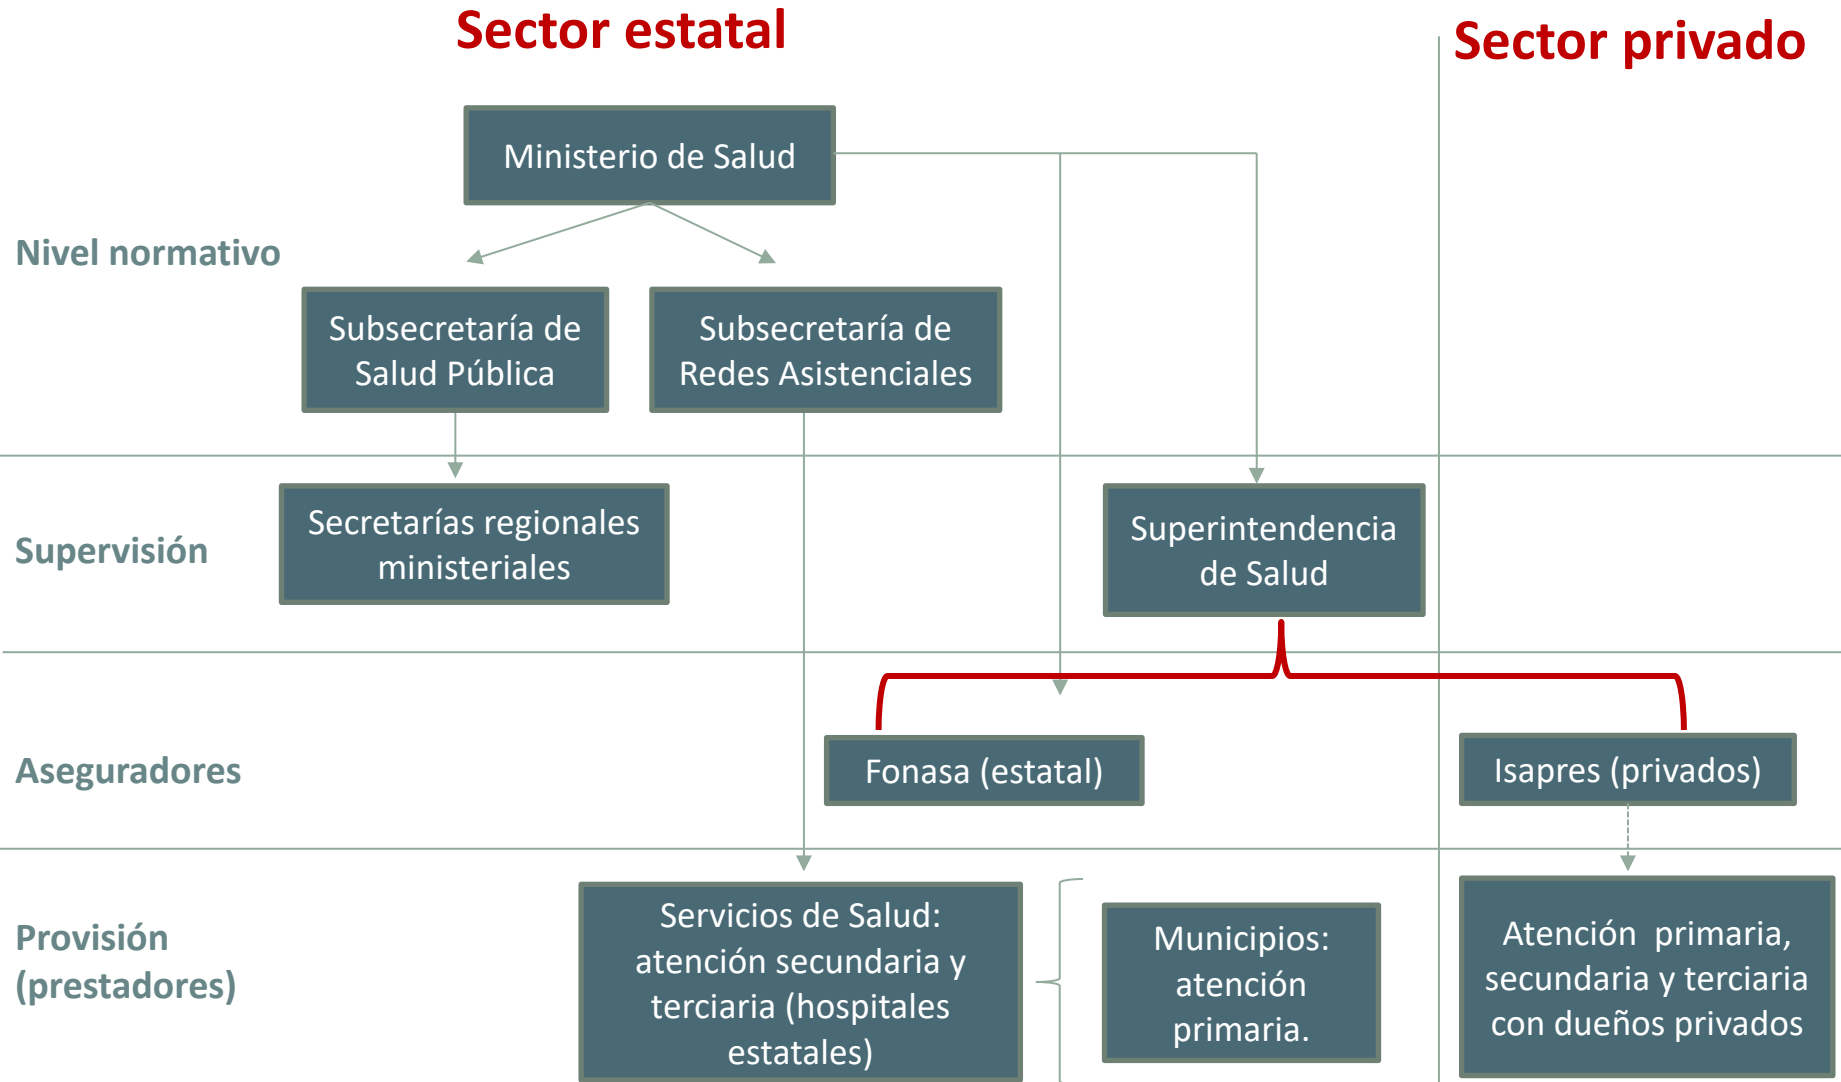 Sector estatal
Sector privado
Ministerio de Salud
Nivel normativo
Subsecretaría de
Salud Pública
Subsecretaría de
Redes Asistenciales
Supervisión
Secretarías regionales
ministeriales
Superintendencia
de Salud
Aseguradores
Fonasa (estatal)
Isapres (privados)
Provisión
(prestadores)
Servicios de Salud:
atención secundaria y
terciaria (hospitales
estatales)
Municipios:
atención
primaria.
Atención  primaria,
secundaria y terciaria
con dueños privados